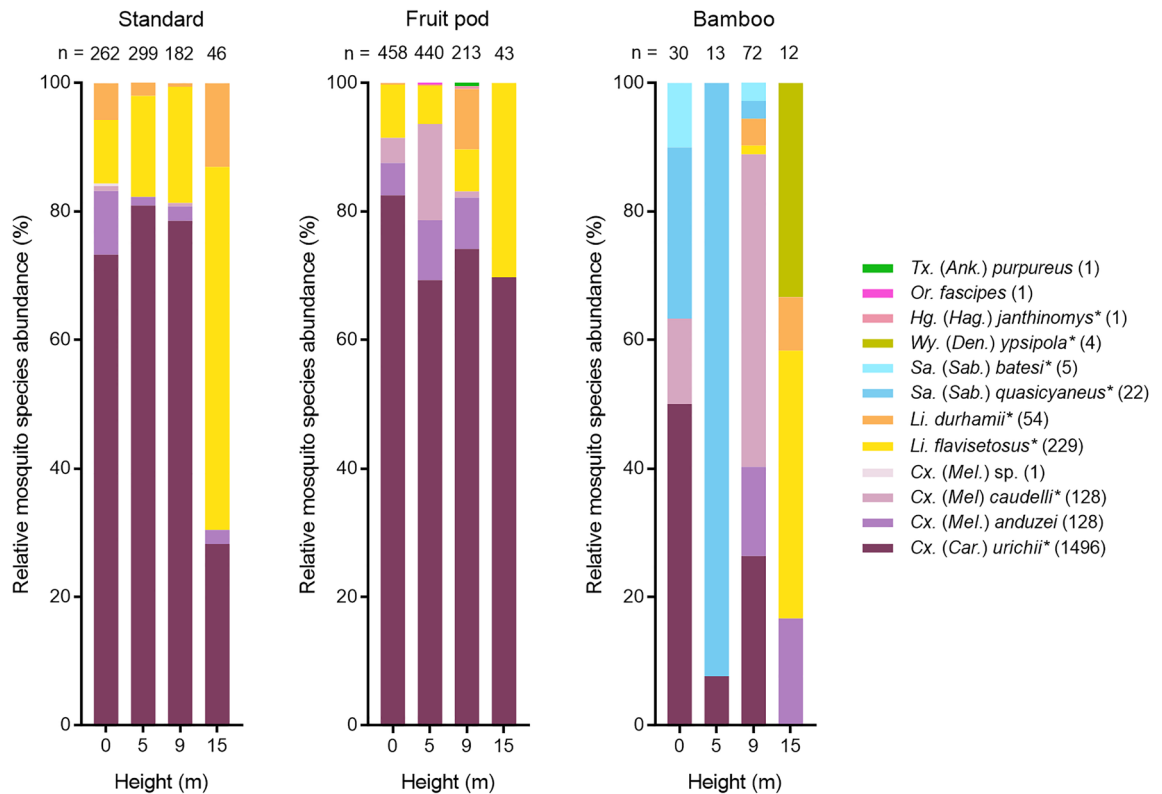 Standard
n = 262 299 182 46
Relative mosquito species abundance (%)
100
80
60
40
20
0
0 5 9 15
Height (m)
Fruit pod
n = 458 440 213 43
Relative mosquito species abundance (%)
100
80
60
40
20
0
0 5 9 15
Height (m)
Bamboo
n = 30 13 72 12
Relative mosquito species abundance (%)
100
80
60
40
20
0
0 5 9 15
Height (m)
Tx. (Ank.) purpureus (1)
Or. fascipes (1)
Hg. (Hag.) janthinomys* (1)
Wy. (Den.) ypsipola* (4)
Sa. (Sab.) batesi* (5)
Sa. (Sab.) quasicyaneus* (22)
Li. durhamii* (54)
Li. flavisetosus* (229)
Cx. (Mel.) sp. (1)
Cx. (Mel) caudelli* (128)
Cx. (Mel.) anduzei (128)
Cx. (Car.) urichii* (1496)